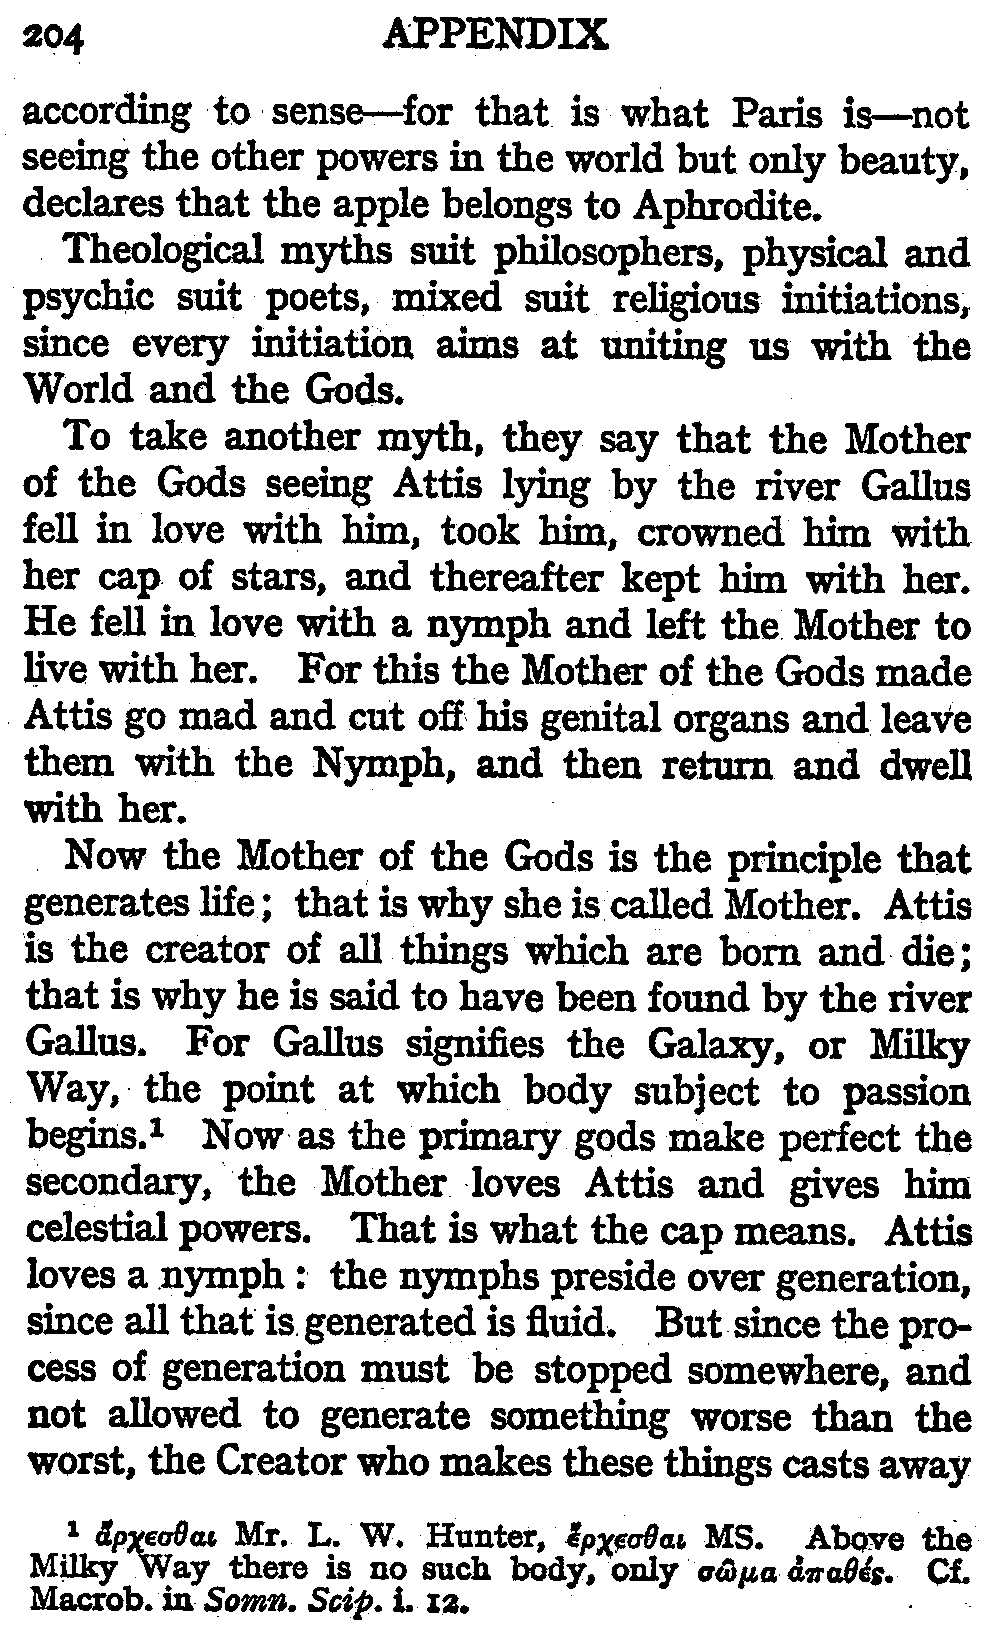 204 APPENDIX
according to sense—for that is what Paris is—not
seeing the other powers in the world but only beauty,
declares that the apple belongs to Aphrodite.
Theological myths suit philosophers, physical and
psychic suit poets, mixed suit religious initiations,
since every initiation aims at uniting us with the
World and the Gods.
To take another myth, they say that the Mother
of the Gods seeing Attis lying by the river Gallus
fell in love with him, took him, crowned him with
her cap of stars, and thereafter kept him with her.
He fell in love with a nymph and left the Mother to
live with her. For this the Mother of the Gods made
Attis go mad and cut off his genital organs and leave
them with the Nymph, and then return and dwell
with her.
Now the Mother of the Gods is the principle that
generates life; that is why she is called Mother. Attis
is the creator of all things which are born and die;
that is why he is said to have been found by the river
Gallus. For Gallus signifies the Galaxy, or Milky
Way, the point at which body subject to passion
begins.¹ Now as the primary gods make perfect the
secondary, the Mother loves Attis and gives him
celestial powers. That is what the cap means. Attis
loves a nymph: the nymphs preside over generation,
since all that is generated is fluid. But since the pro-
cess of generation must be stopped somewhere, and
not allowed to generate something worse than the
worst, the Creator who makes these things casts away
¹ ἄρχεσθαι Mr. L. W. Hunter, ἔρχεσθαι MS. Above the
Milky Way there is no such body, only σῶμα ἀπαθές. Cf.
Macrob. in Somn. Scip. i. 12.